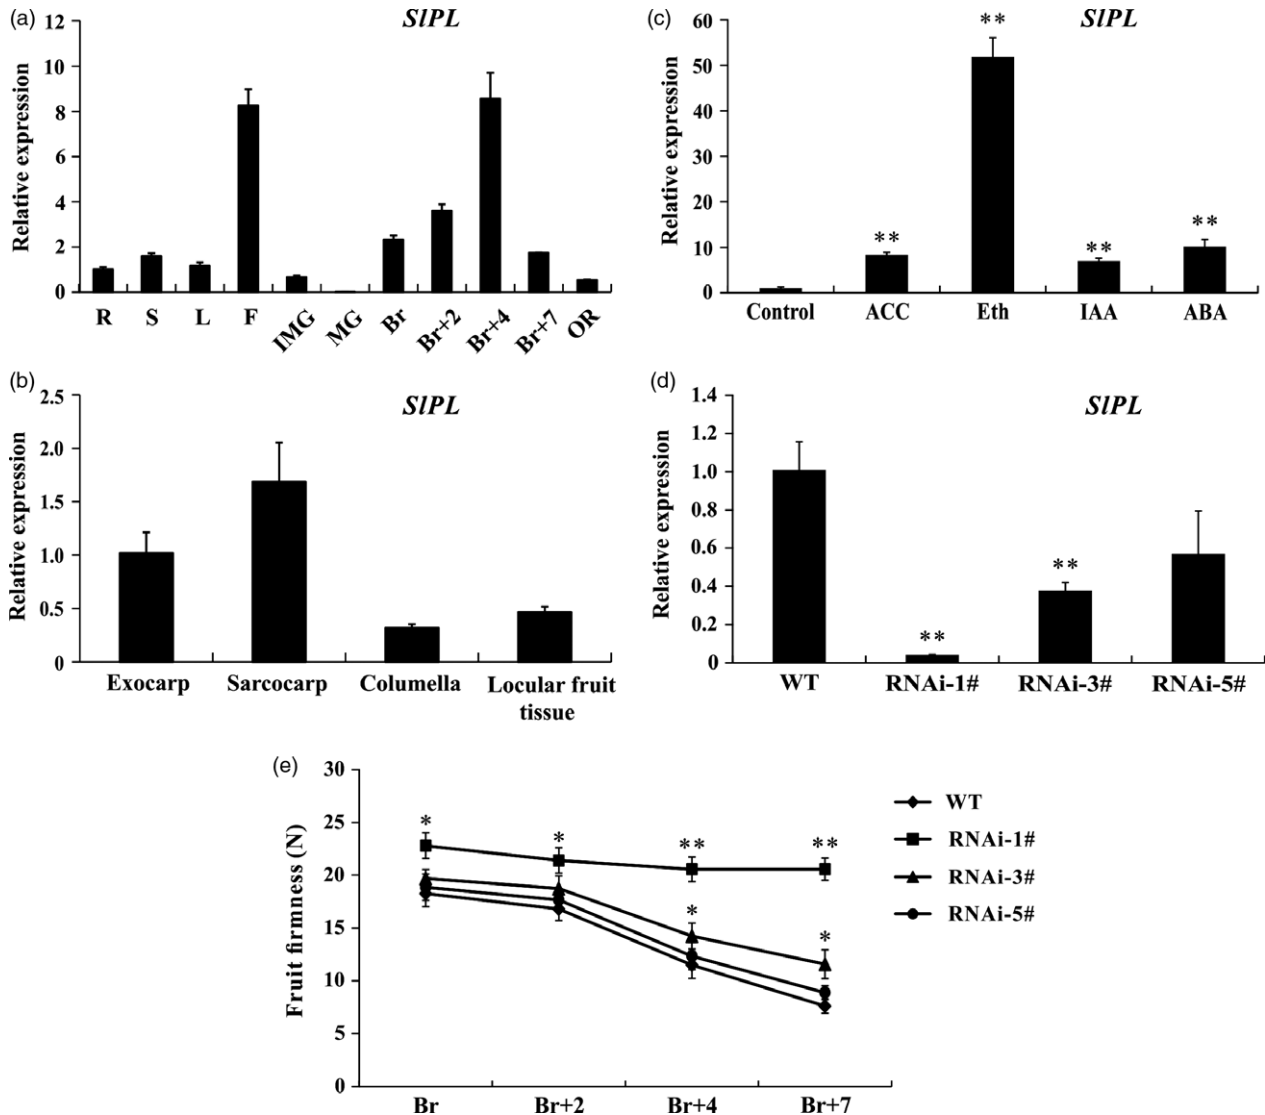 (a)
SlPL
Relative expression
12
10
8
6
4
2
0
R S L F IMG MG Br Br+2 Br+4 Br+7 OR
(c)
SlPL
Relative expression
60
50
40
30
20
10
0
** ** ** **
Control ACC Eth IAA ABA
(b)
SlPL
Relative expression
2.5
2.0
1.5
1.0
0.5
0
Exocarp Sarcocarp Columella Locular fruit
tissue
(d)
SlPL
Relative expression
1.4
1.2
1.0
0.8
0.6
0.4
0.2
0
** **
WT RNAi-1# RNAi-3# RNAi-5#
(e)
Fruit firmness (N)
30
25
20
15
10
5
0
* * ** **
* *
Br Br+2 Br+4 Br+7
WT
RNAi-1#
RNAi-3#
RNAi-5#